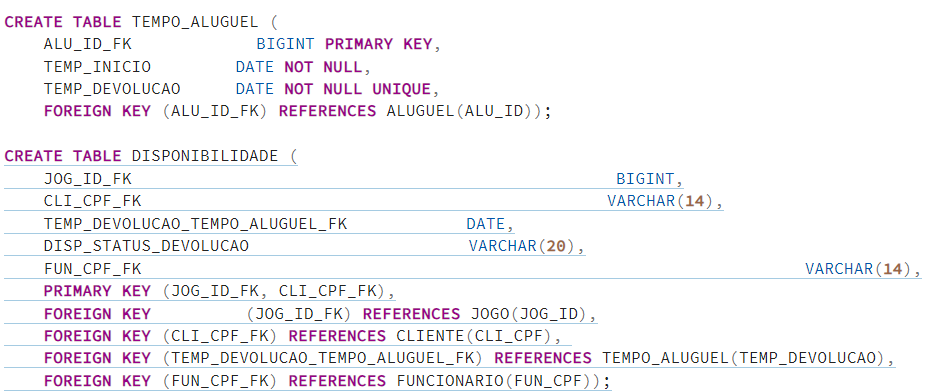 CREATE TABLE TEMPO_ALUGUEL (
ALU_ID_FK BIGINT PRIMARY KEY,
TEMP_INICIO DATE NOT NULL,
TEMP_DEVOLUCAO DATE NOT NULL UNIQUE,
FOREIGN KEY (ALU_ID_FK) REFERENCES ALUGUEL(ALU_ID));
CREATE TABLE DISPONIBILIDADE (
JOG_ID_FK BIGINT,
CLI_CPF_FK VARCHAR(14),
TEMP_DEVOLUCAO_TEMPO_ALUGUEL_FK DATE,
DISP_STATUS_DEVOLUCAO VARCHAR(20),
FUN_CPF_FK VARCHAR(14),
PRIMARY KEY (JOG_ID_FK, CLI_CPF_FK),
FOREIGN KEY (JOG_ID_FK) REFERENCES JOGO(JOG_ID),
FOREIGN KEY (CLI_CPF_FK) REFERENCES CLIENTE(CLI_CPF),
FOREIGN KEY (TEMP_DEVOLUCAO_TEMPO_ALUGUEL_FK) REFERENCES TEMPO_ALUGUEL(TEMP_DEVOLUCAO),
FOREIGN KEY (FUN_CPF_FK) REFERENCES FUNCIONARIO(FUN_CPF));